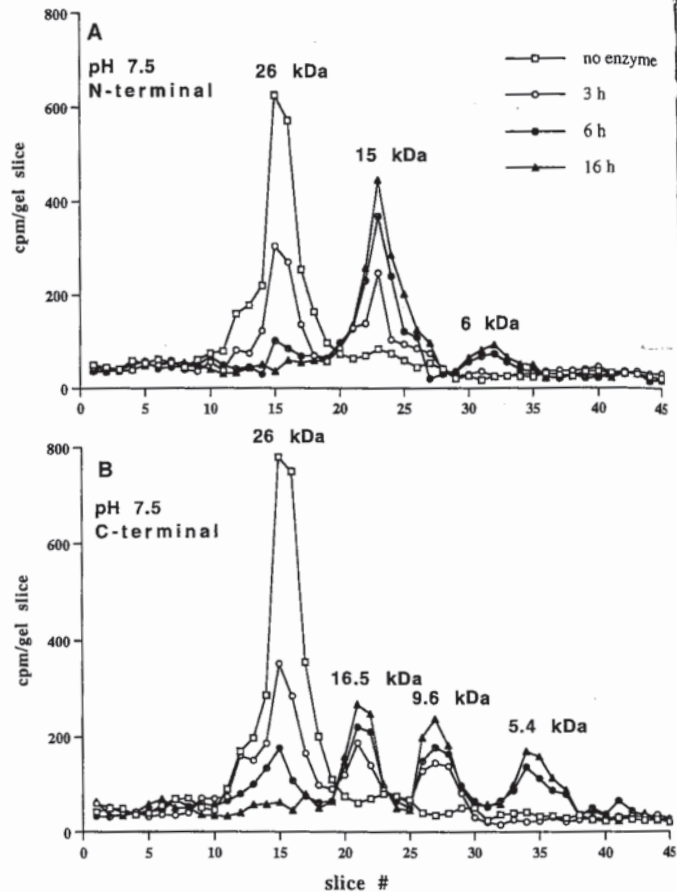 800
A
pH 7.5
N-terminal
26 kDa
15 kDa
6 kDa
no enzyme
3 h
6 h
16 h
600
400
200
0
cpm/gel slice
0 5 10 15 20 25 30 35 40 45
800
B
pH 7.5
C-terminal
26 kDa
16.5 kDa
9.6 kDa
5.4 kDa
600
400
200
0
cpm/gel slice
0 5 10 15 20 25 30 35 40 45
slice #